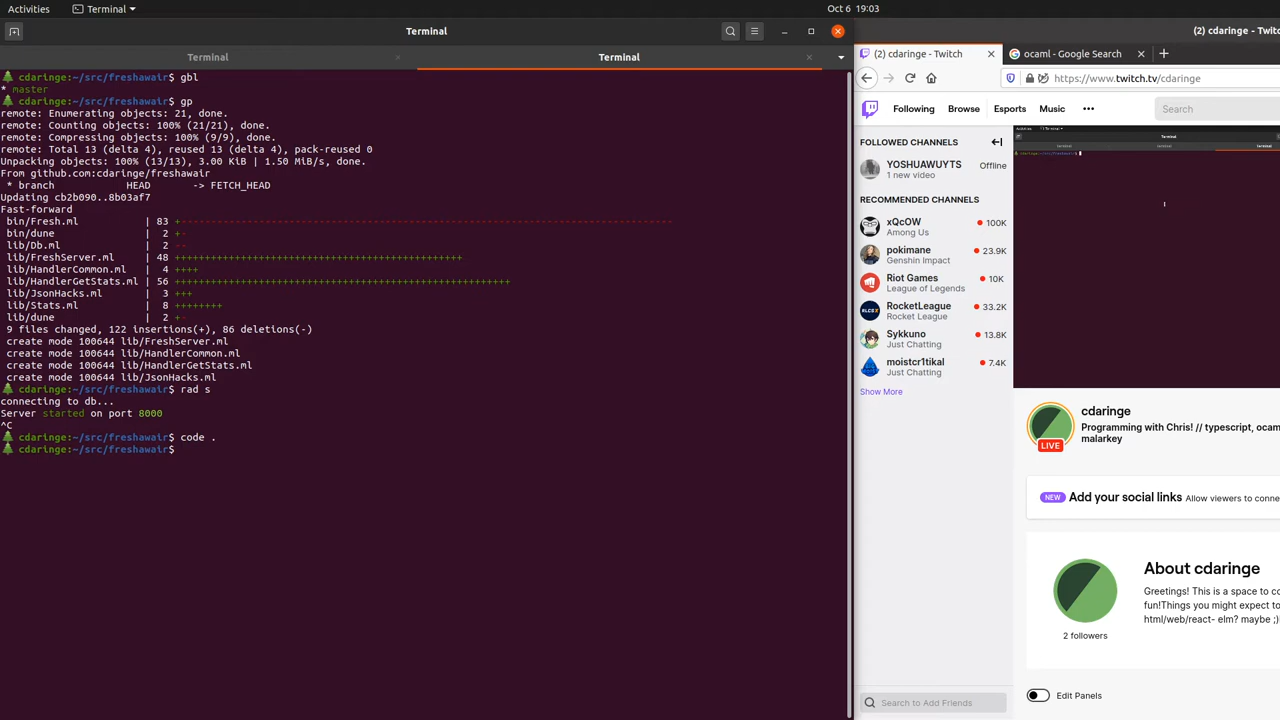 Activities
Terminal
Oct 6 19:03
Terminal
Terminal
Terminal
cdaringe:~/src/freshawair$ gbl
* master
cdaringe:~/src/freshawair$ gp
remote: Enumerating objects: 21, done.
remote: Counting objects: 100% (21/21), done.
remote: Compressing objects: 100% (9/9), done.
remote: Total 13 (delta 4), reused 13 (delta 4), pack-reused 0
Unpacking objects: 100% (13/13), 3.00 KiB | 1.50 MiB/s, done.
From github.com:cdaringe/freshawair
* branch HEAD -> FETCH_HEAD
Updating cb2b090..8b03af7
Fast-forward
bin/Fresh.ml | 83 +-----------------------------------------------------------------------------------
bin/dune | 2 +-
lib/Db.ml | 2 --
lib/FreshServer.ml | 48 ++++++++++++++++++++++++++++++++++++++++++++++++
lib/HandlerCommon.ml | 4 ++++
lib/HandlerGetStats.ml | 56 ++++++++++++++++++++++++++++++++++++++++++++++++++++++++
lib/JsonHacks.ml | 3 +++
lib/Stats.ml | 8 ++++++++
lib/dune | 2 +-
9 files changed, 122 insertions(+), 86 deletions(-)
create mode 100644 lib/FreshServer.ml
create mode 100644 lib/HandlerCommon.ml
create mode 100644 lib/HandlerGetStats.ml
create mode 100644 lib/JsonHacks.ml
cdaringe:~/src/freshawair$ rad s
connecting to db...
Server started on port 8000
^C
cdaringe:~/src/freshawair$ code .
cdaringe:~/src/freshawair$
(2) cdaringe - Twitc
(2) cdaringe - Twitch
ocaml - Google Search
https://www.twitch.tv/cdaringe
Following
Browse
Esports
Music
Search
FOLLOWED CHANNELS
YOSHUAWUYTS
Offline
1 new video
RECOMMENDED CHANNELS
xQcOW
100K
Among Us
pokimane
23.9K
Genshin Impact
Riot Games
10K
League of Legends
RocketLeague
33.2K
Rocket League
Sykkuno
13.8K
Just Chatting
moistcr1tikal
7.4K
Just Chatting
Show More
Search to Add Friends
cdaringe
Programming with Chris! // typescript, ocam
malarkey
LIVE
NEW
Add your social links
Allow viewers to conne
About cdaringe
Greetings! This is a space to co
fun!Things you might expect to
html/web/react- elm? maybe ;)
2 followers
Edit Panels